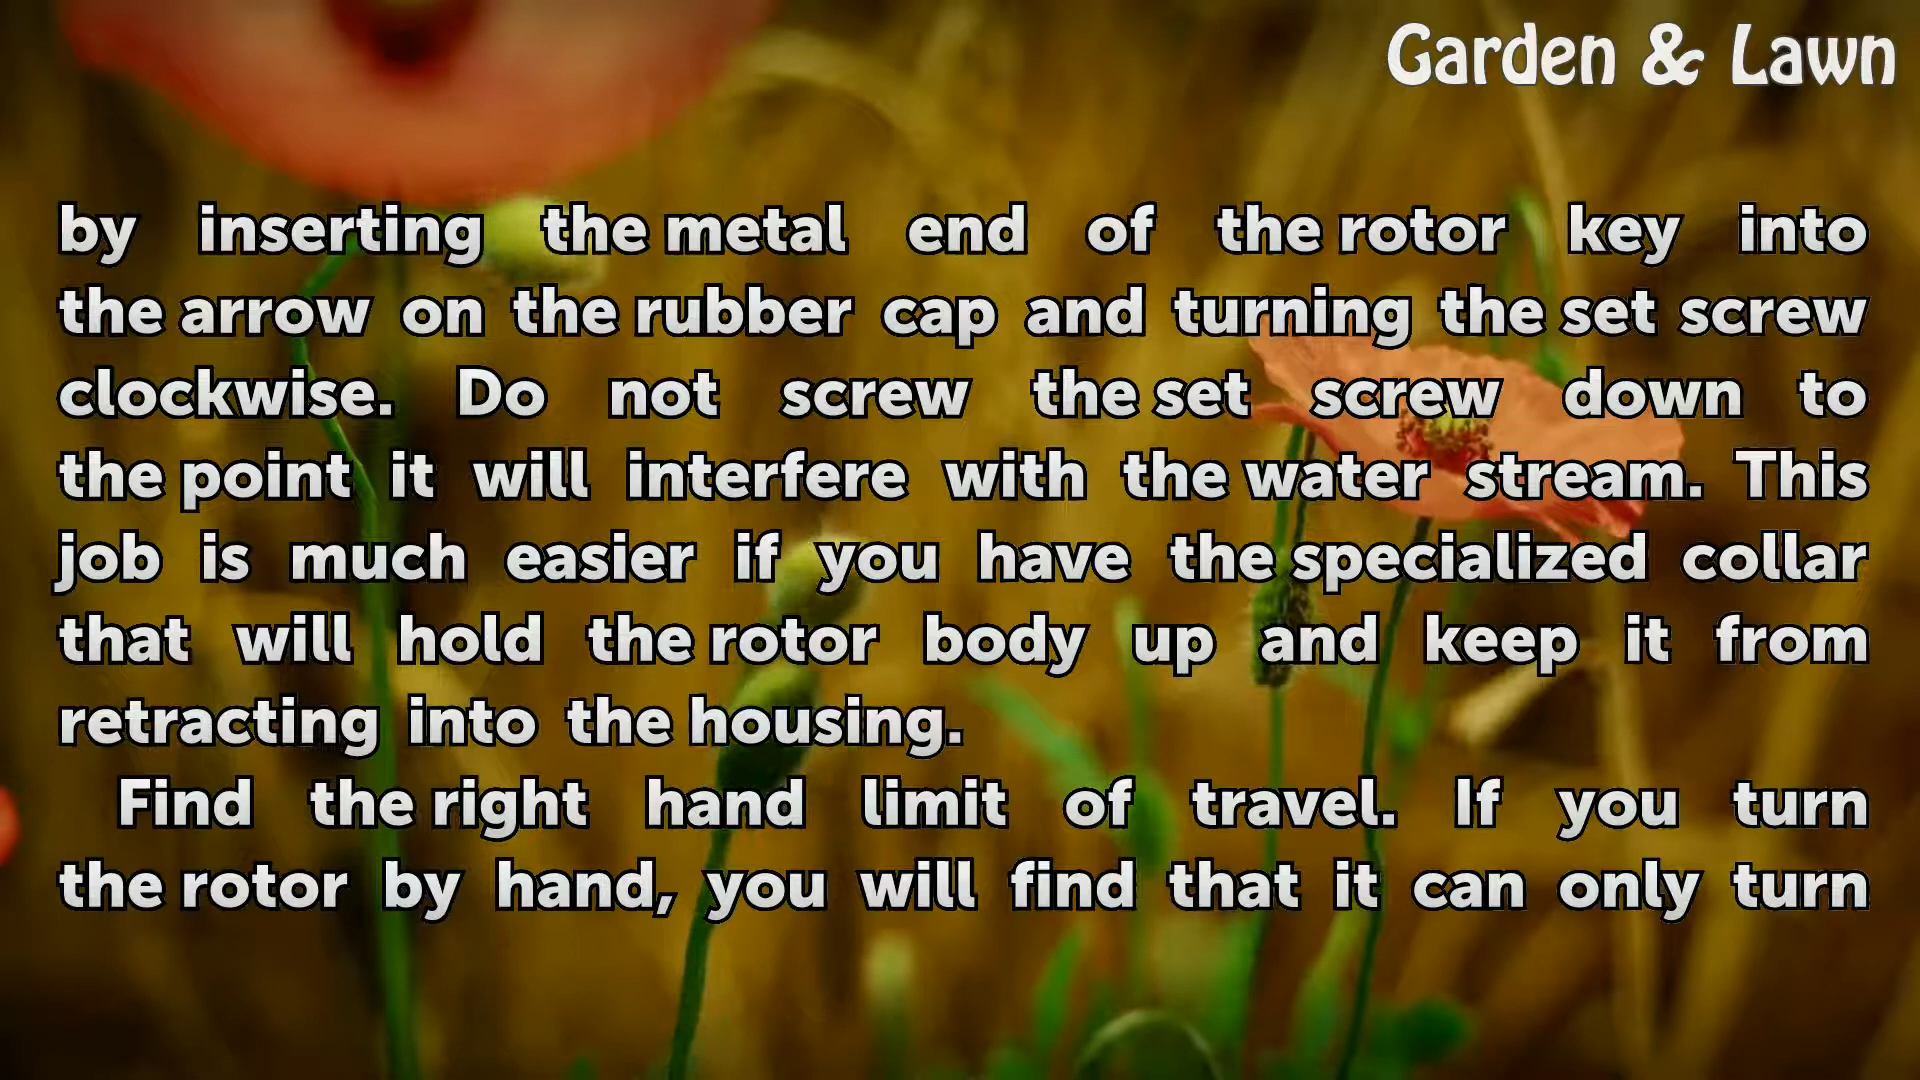 Garden & Lawn
by inserting the metal end of the rotor key into
the arrow on the rubber cap and turning the set screw
clockwise. Do not screw the set screw down to
the point it will interfere with the water stream. This
job is much easier if you have the specialized collar
that will hold the rotor body up and keep it from
retracting into the housing.
Find the right hand limit of travel. If you turn
the rotor by hand, you will find that it can only turn